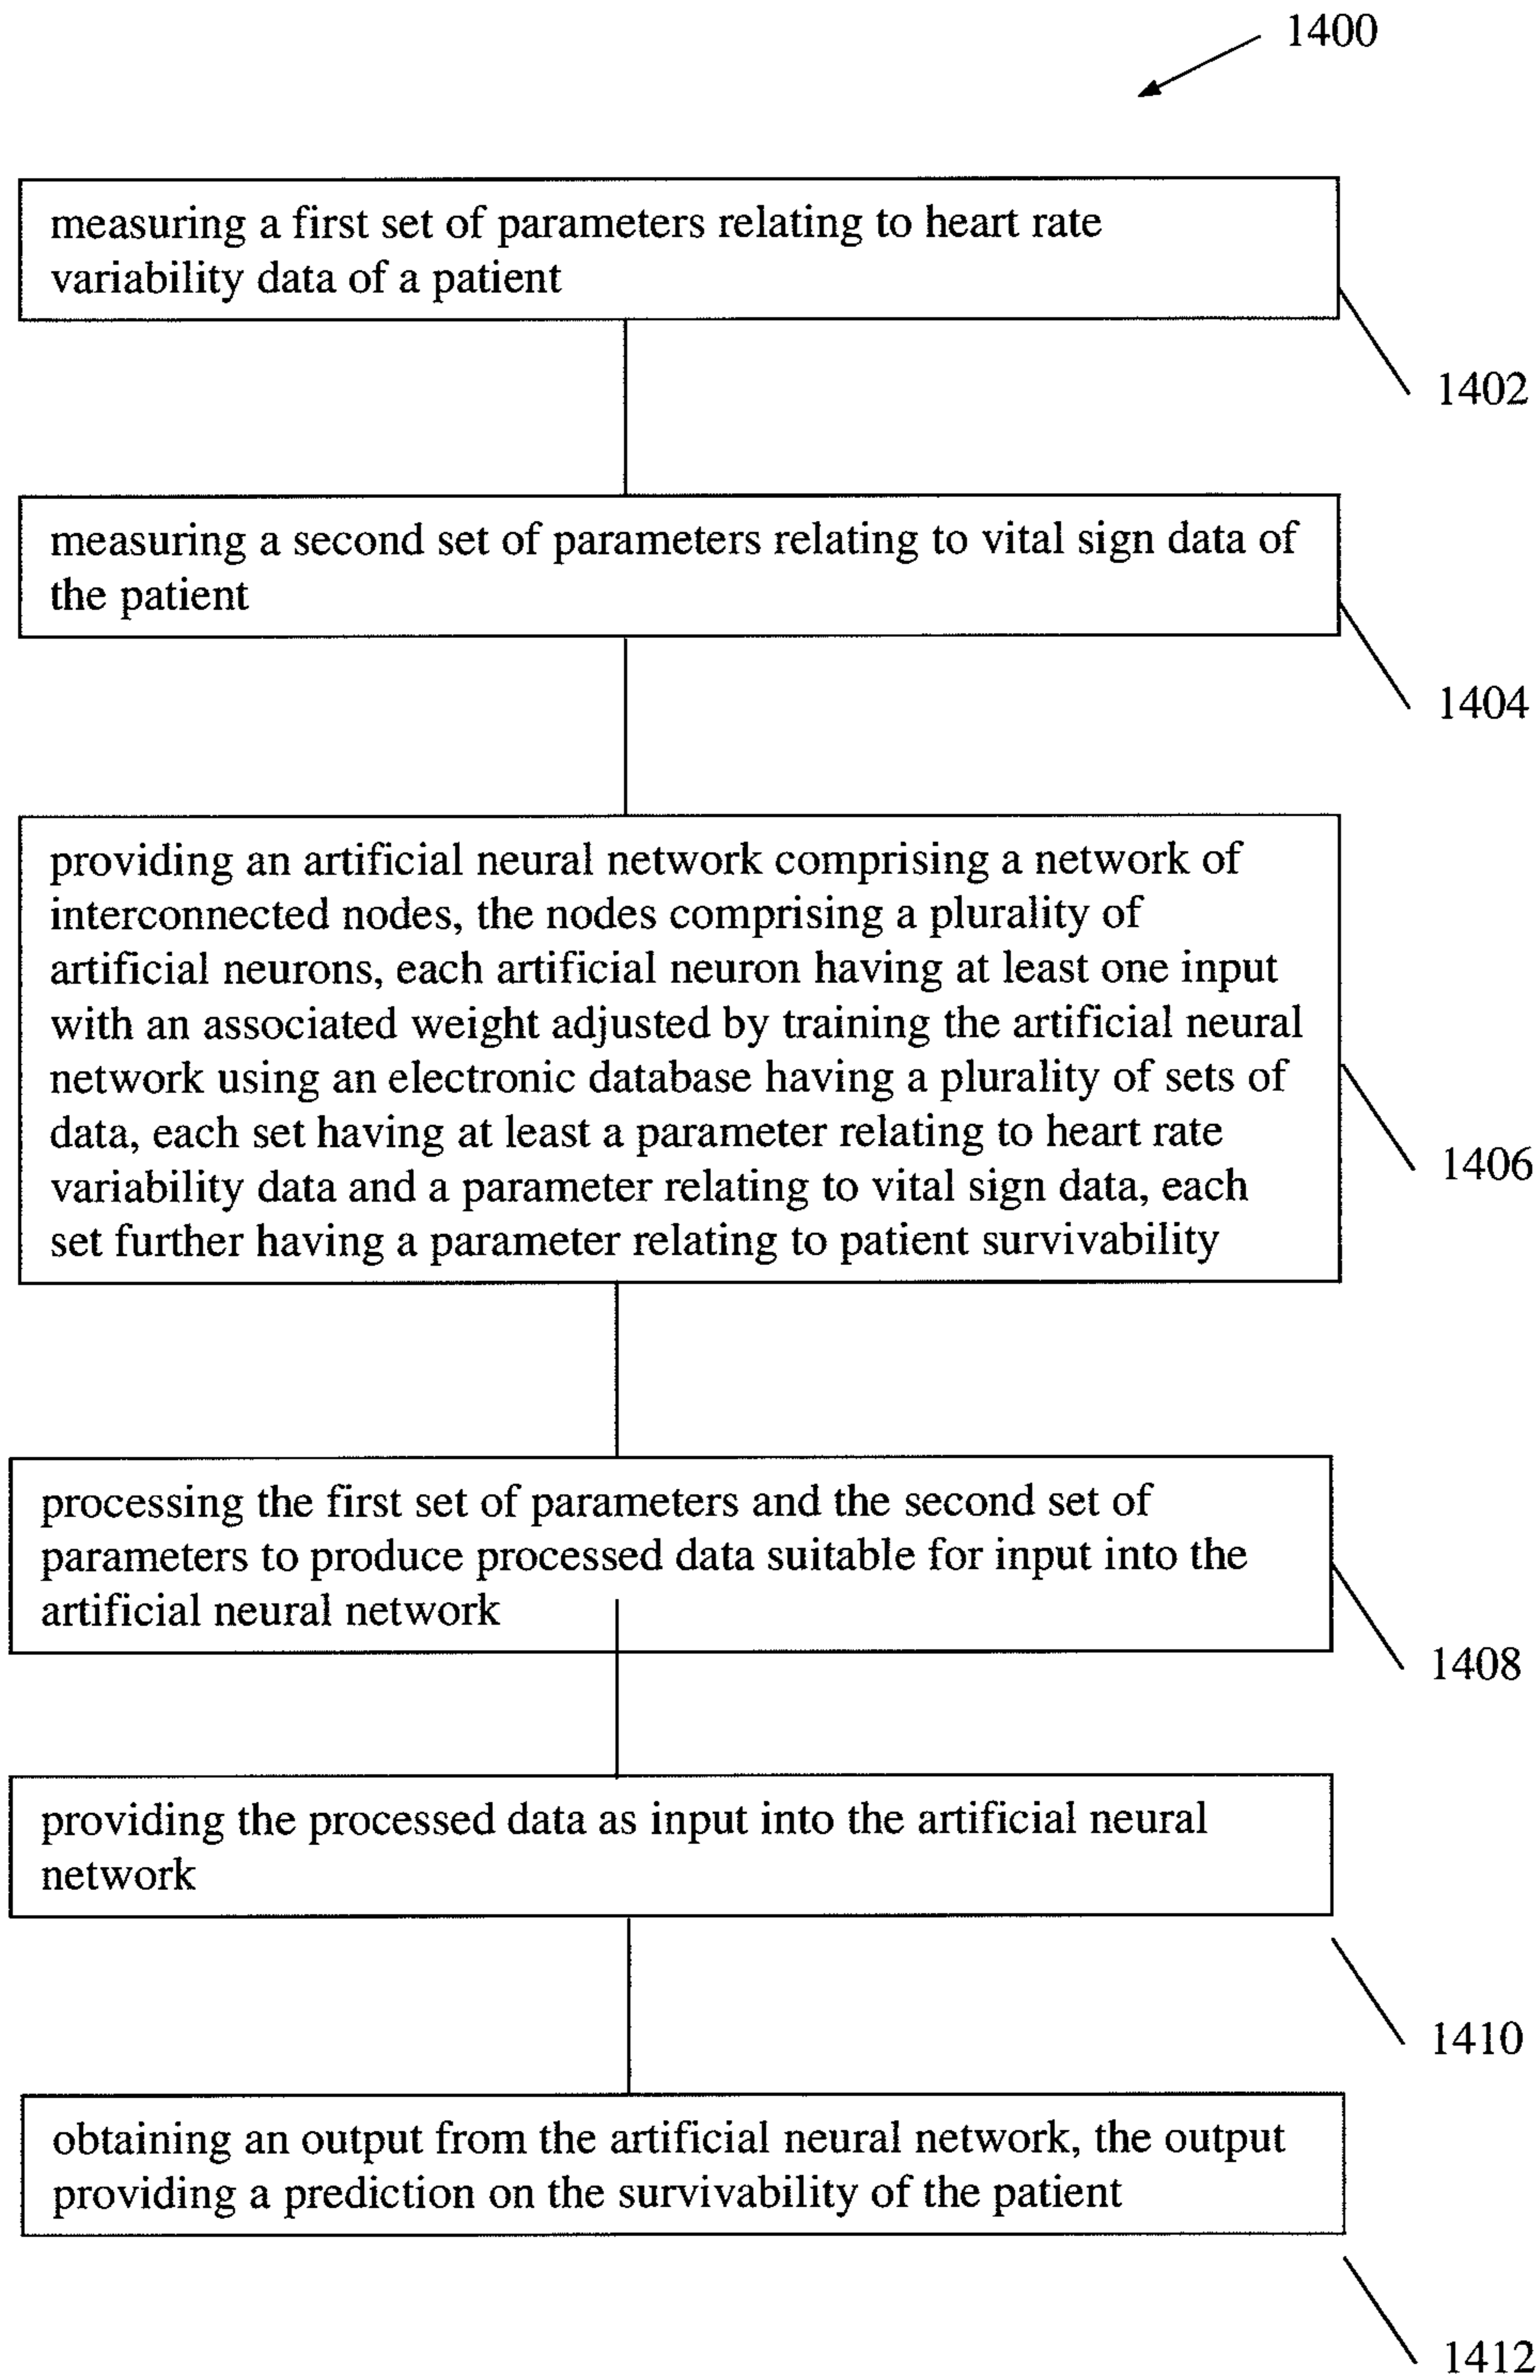 1400
measuring a first set of parameters relating to heart rate
variability data of a patient
1402
measuring a second set of parameters relating to vital sign data of
the patient
1404
providing an artificial neural network comprising a network of
interconnected nodes, the nodes comprising a plurality of
artificial neurons, each artificial neuron having at least one input
with an associated weight adjusted by training the artificial neural
network using an electronic database having a plurality of sets of
data, each set having at least a parameter relating to heart rate
variability data and a parameter relating to vital sign data, each
set further having a parameter relating to patient survivability
1406
processing the first set of parameters and the second set of
parameters to produce processed data suitable for input into the
artificial neural network
1408
providing the processed data as input into the artificial neural
network
1410
obtaining an output from the artificial neural network, the output
providing a prediction on the survivability of the patient
1412